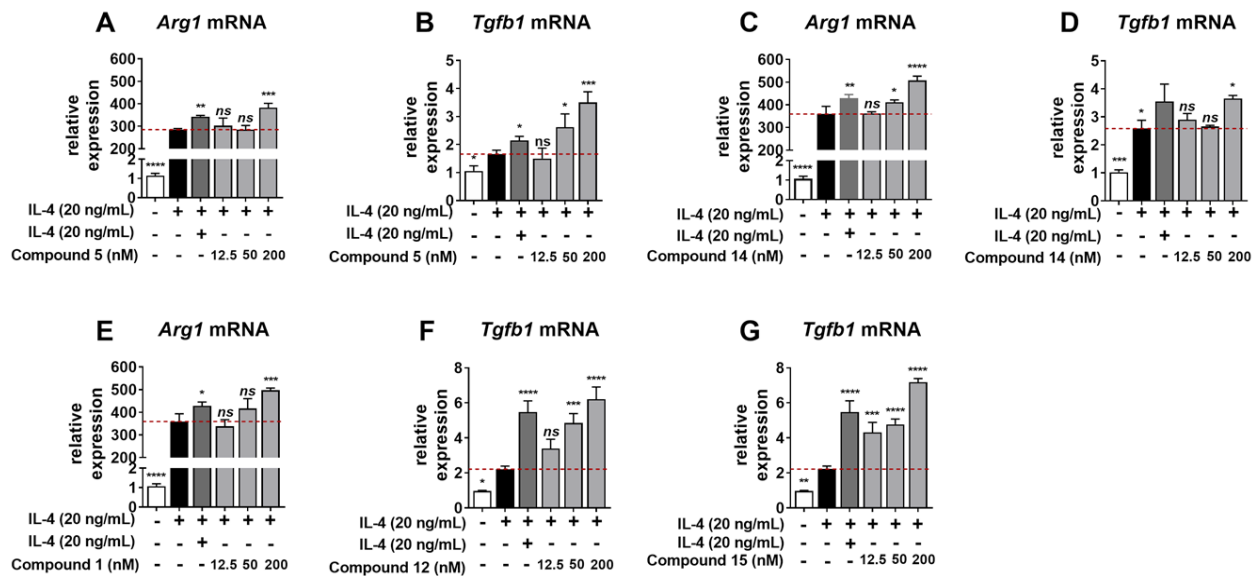 A Arg1 mRNA
relative expression
600
500
400
300
200
2
1
0
**** ** ns ns ***
IL-4 (20 ng/mL) - + + + + +
IL-4 (20 ng/mL) - - + - - -
Compound 5 (nM) - - - 12.5 50 200
B Tgfb1 mRNA
relative expression
5
4
3
2
1
0
* * ns * ***
IL-4 (20 ng/mL) - + + + + +
IL-4 (20 ng/mL) - - + - - -
Compound 5 (nM) - - - 12.5 50 200
C Arg1 mRNA
relative expression
600
500
400
300
200
2
1
0
**** ** ns * ****
IL-4 (20 ng/mL) - + + + + +
IL-4 (20 ng/mL) - - + - - -
Compound 14 (nM) - - - 12.5 50 200
D Tgfb1 mRNA
relative expression
5
4
3
2
1
0
*** * ns ns *
IL-4 (20 ng/mL) - + + + + +
IL-4 (20 ng/mL) - - + - - -
Compound 14 (nM) - - - 12.5 50 200
E Arg1 mRNA
relative expression
600
500
400
300
200
2
1
0
**** * ns ns ***
IL-4 (20 ng/mL) - + + + + +
IL-4 (20 ng/mL) - - + - - -
Compound 1 (nM) - - - 12.5 50 200
F Tgfb1 mRNA
relative expression
8
6
4
2
0
* **** ns *** ****
IL-4 (20 ng/mL) - + + + + +
IL-4 (20 ng/mL) - - + - - -
Compound 12 (nM) - - - 12.5 50 200
G Tgfb1 mRNA
relative expression
8
6
4
2
0
** **** *** **** ****
IL-4 (20 ng/mL) - + + + + +
IL-4 (20 ng/mL) - - + - - -
Compound 15 (nM) - - - 12.5 50 200